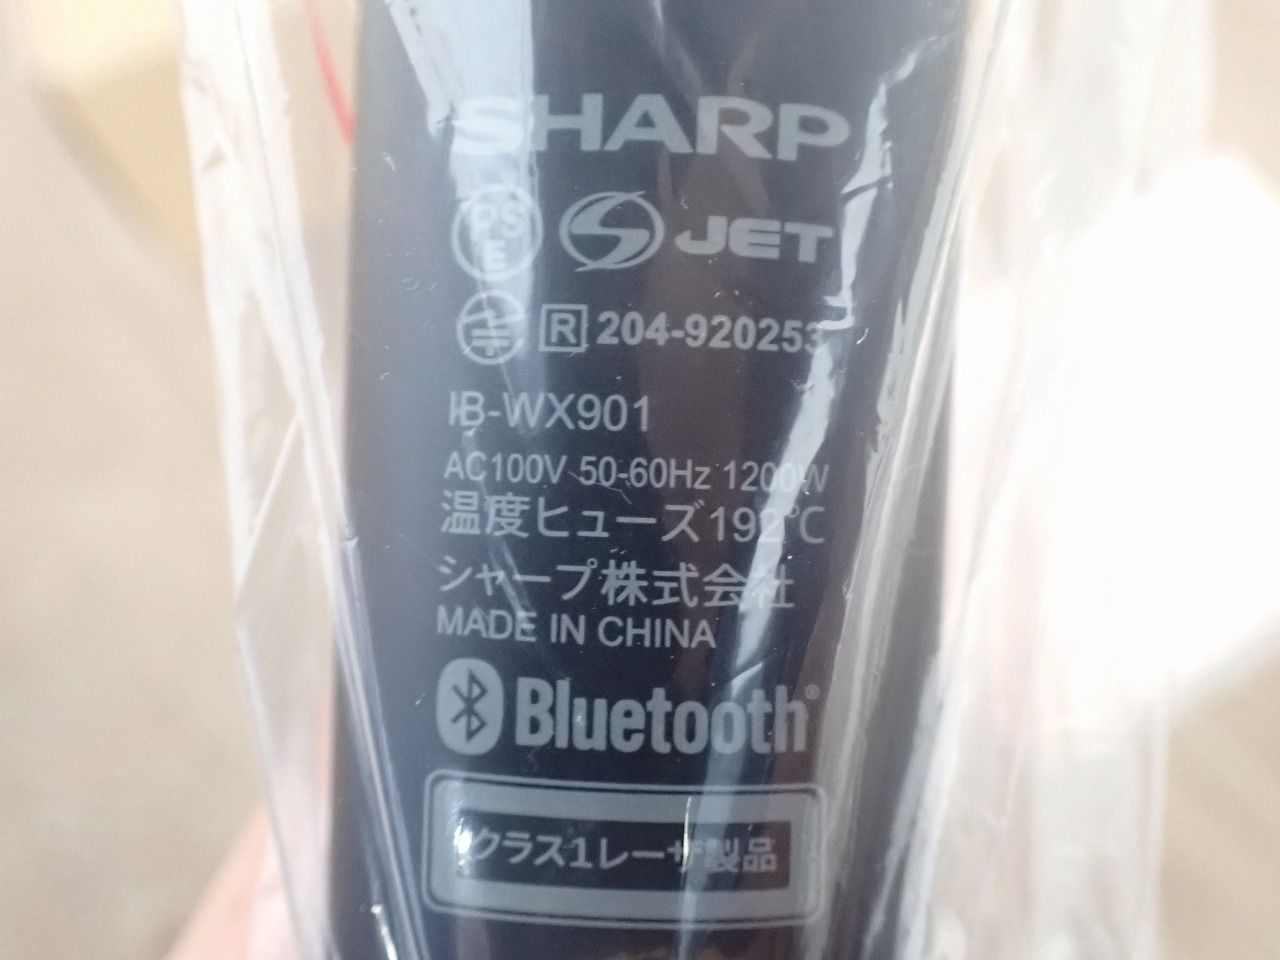 SHARP
PSE JET
R 204-920253
IB-WX901
AC100V 50-60Hz 1200W
温度ヒューズ192℃
シャープ株式会社
MADE IN CHINA
Bluetooth®
クラス1レーザ製品